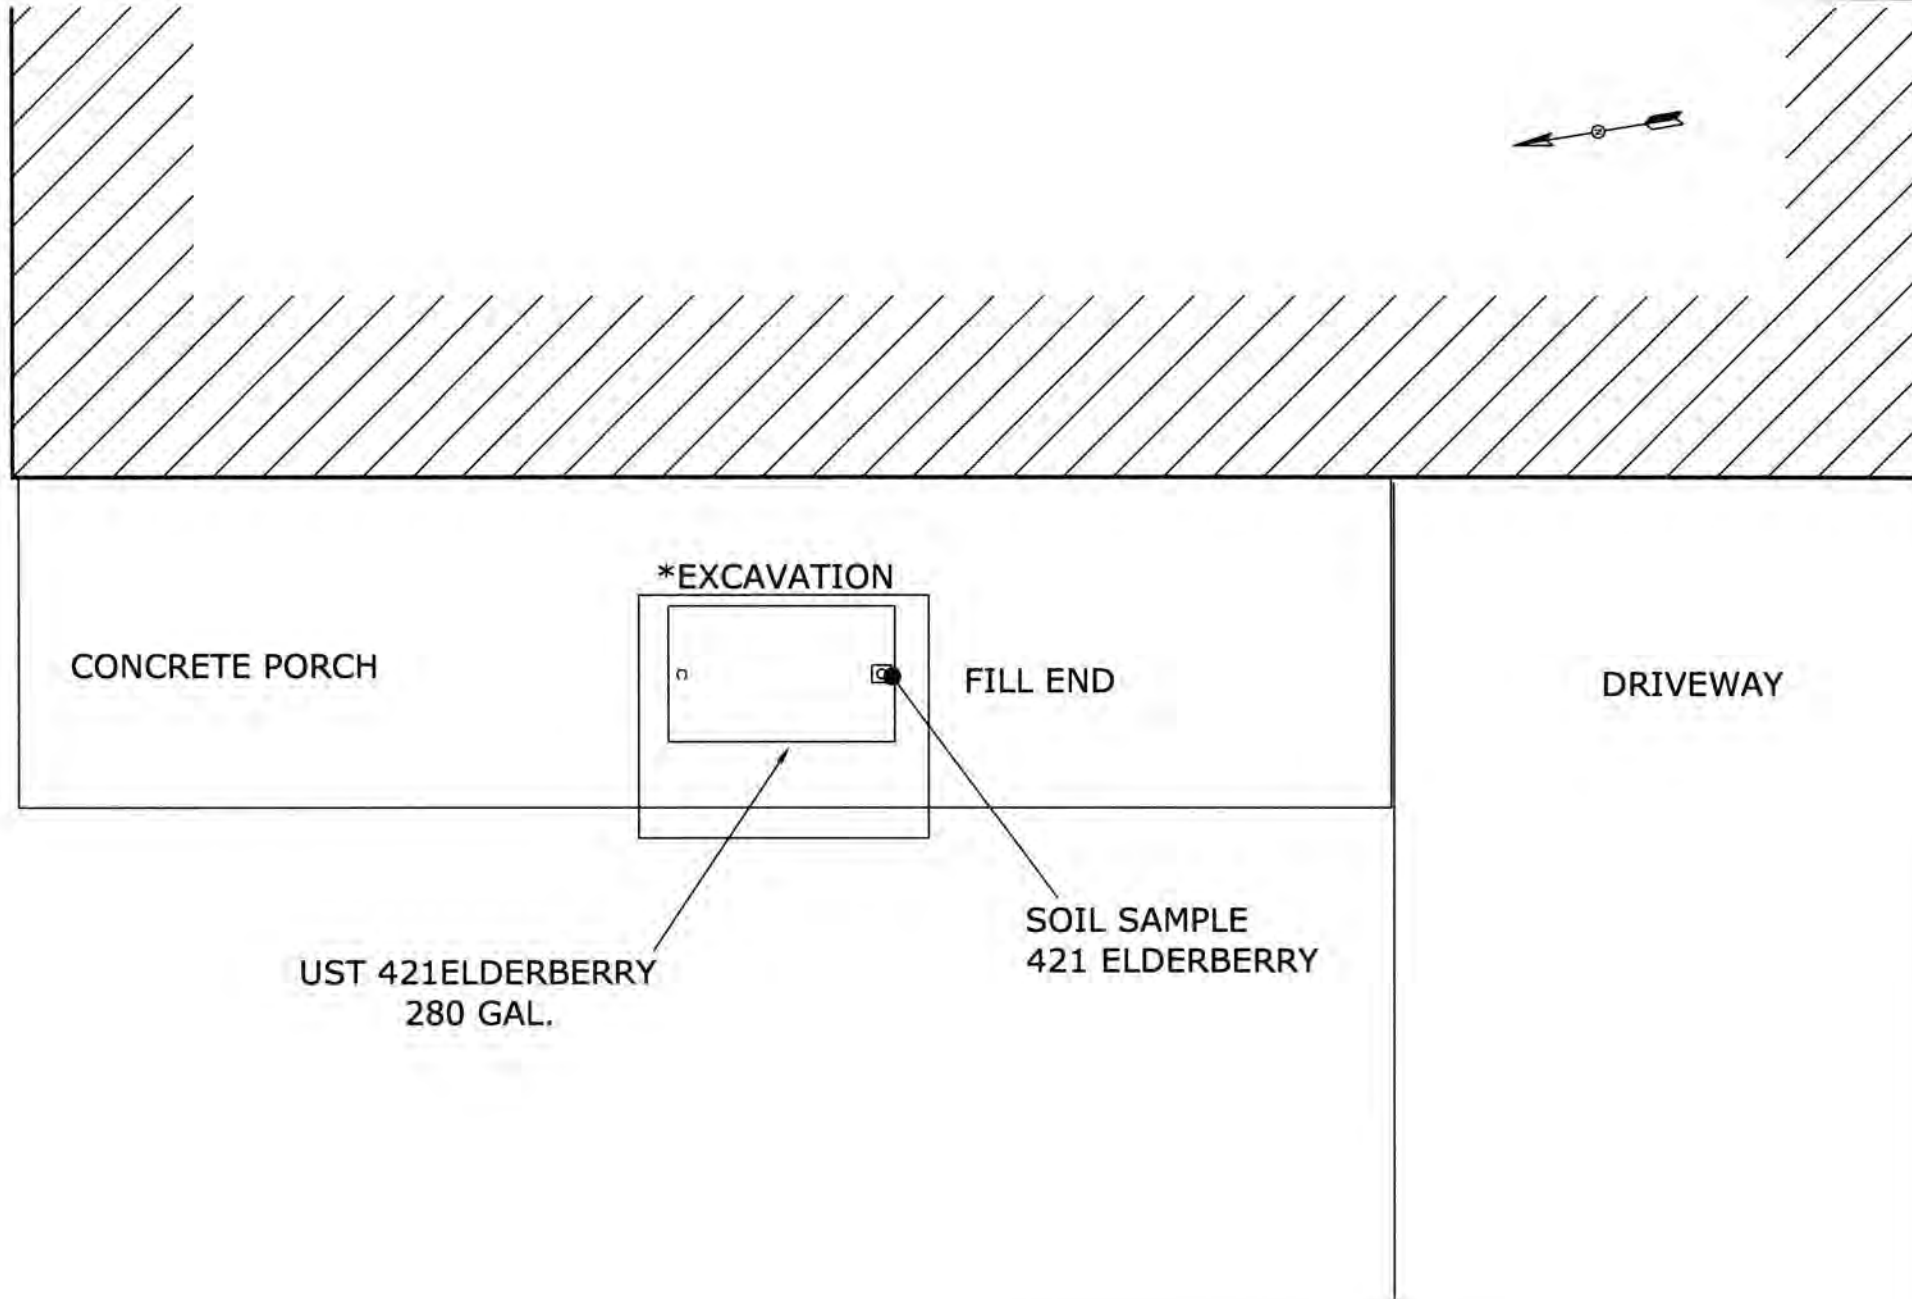 N
*EXCAVATION
CONCRETE PORCH
FILL END
DRIVEWAY
SOIL SAMPLE
421 ELDERBERRY
UST 421ELDERBERRY
280 GAL.